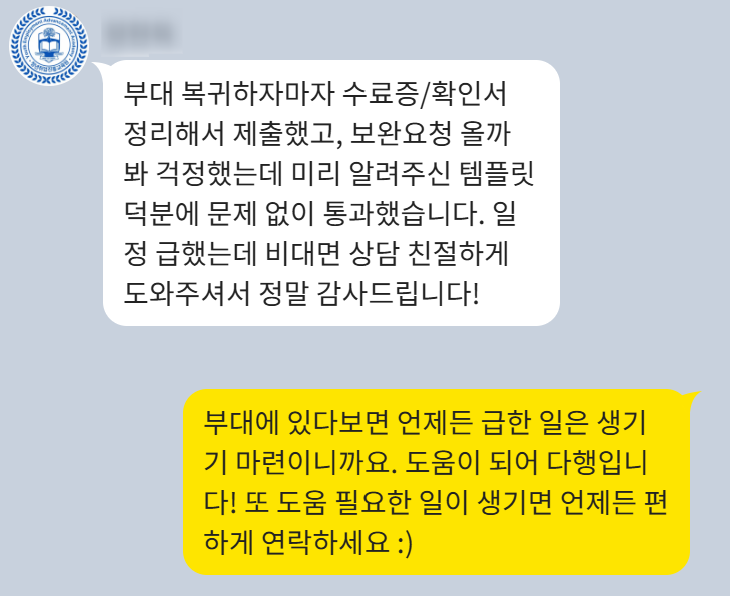 부대 복귀하자마자 수료증/확인서
정리해서 제출했고, 보완요청 올까
봐 걱정했는데 미리 알려주신 템플릿
덕분에 문제 없이 통과했습니다. 일
정 급했는데 비대면 상담 친절하게
도와주셔서 정말 감사드립니다!
부대에 있다보면 언제든 급한 일은 생기
기 마련이니까요. 도움이 되어 다행입니
다! 또 도움 필요한 일이 생기면 언제든 편
하게 연락하세요 :)